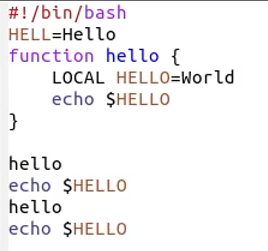 #!/bin/bash
HELL=Hello
function hello {
    LOCAL HELLO=World
    echo $HELLO
}

hello
echo $HELLO
hello
echo $HELLO